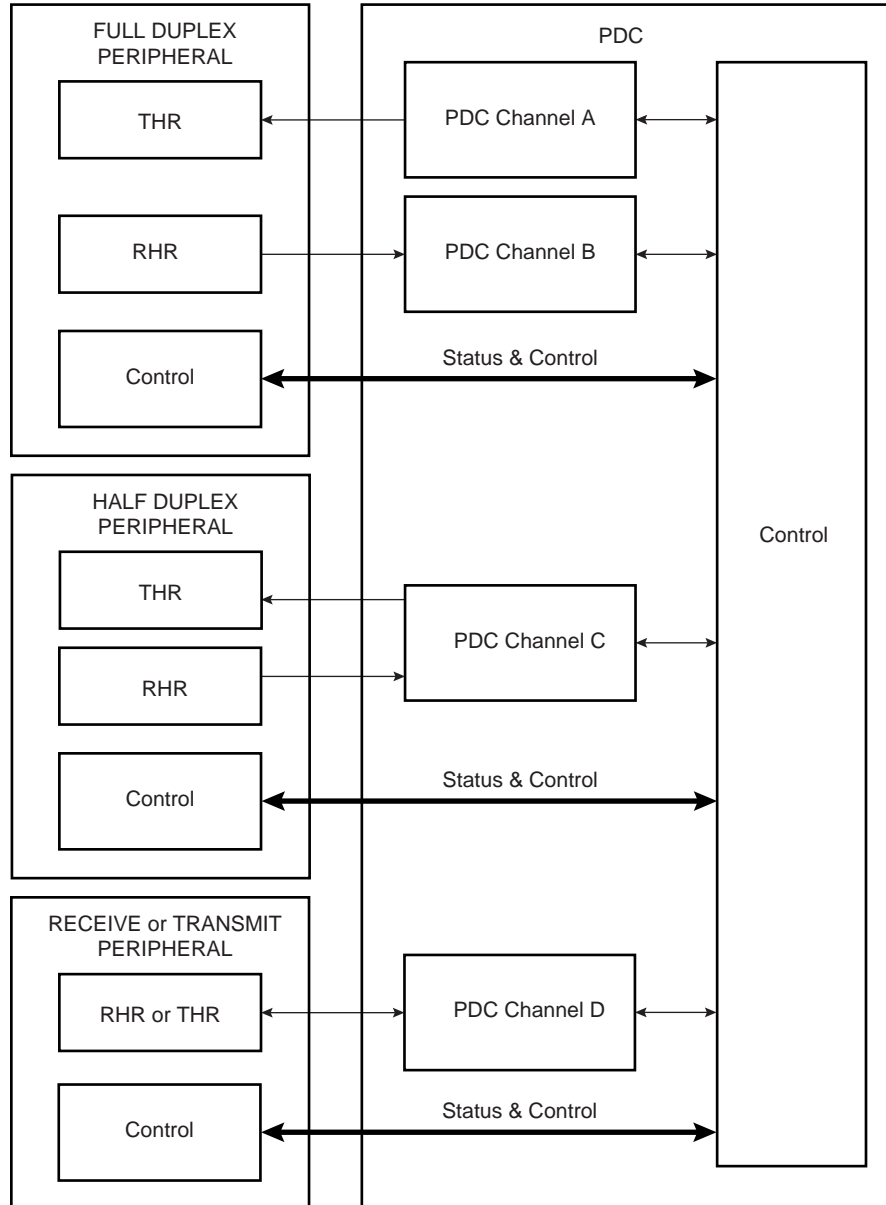 FULL DUPLEX
PERIPHERAL
THR
RHR
Control
PDC
PDC Channel A
PDC Channel B
Status & Control
Control
HALF DUPLEX
PERIPHERAL
THR
RHR
Control
PDC Channel C
Status & Control
RECEIVE or TRANSMIT
PERIPHERAL
RHR or THR
Control
PDC Channel D
Status & Control